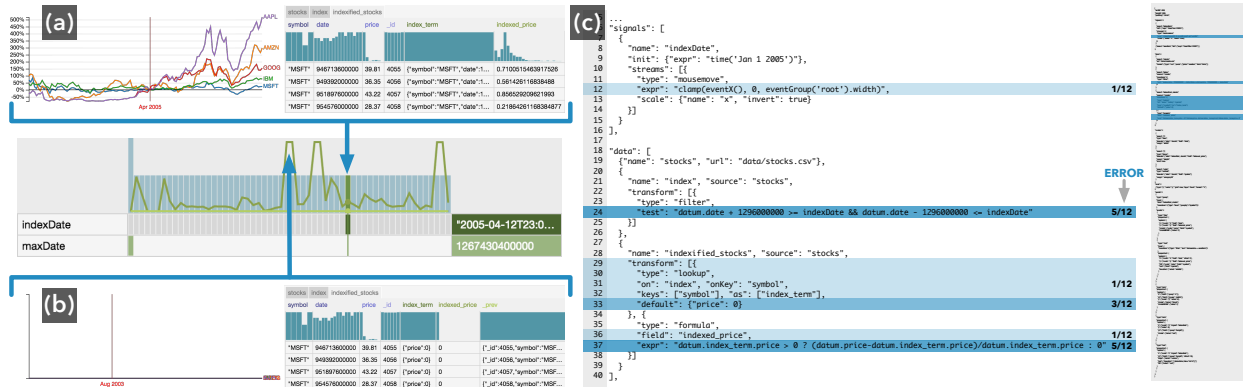 (a)
500%
450%
400%
350%
300%
250%
200%
150%
100%
50%
0%
-50%
-100%
AAPL
AMZN
GOOG
IBM
MSFT
Apr 2005
stocks index indexified_stocks
symbol date price _id index_term indexed_price
"MSFT" 946713600000 39.81 4055 {"symbol":"MSFT","date":1... 0.7100515463917526
"MSFT" 949392000000 36.35 4056 {"symbol":"MSFT","date":1... 0.561426116838488
"MSFT" 951897600000 43.22 4057 {"symbol":"MSFT","date":1... 0.856529209621993
"MSFT" 954576000000 28.37 4058 {"symbol":"MSFT","date":1... 0.21864261168384877
indexDate "2005-04-12T23:0...
maxDate 1267430400000
(b)
Aug 2003
stocks index indexified_stocks
symbol date price _id index_term indexed_price _prev
"MSFT" 946713600000 39.81 4055 {"price":0} 0 {"_id":4055,"symbol":"MSF...
"MSFT" 949392000000 36.35 4056 {"price":0} 0 {"_id":4056,"symbol":"MSF...
"MSFT" 951897600000 43.22 4057 {"price":0} 0 {"_id":4057,"symbol":"MSF...
"MSFT" 954576000000 28.37 4058 {"price":0} 0 {"_id":4058,"symbol":"MSF...
(c)
...
"signals": [
7 {
8 "name": "indexDate",
9 "init": {"expr": "time('Jan 1 2005')"},
10 "streams": [{
11 "type": "mousemove",
12 "expr": "clamp(eventX(), 0, eventGroup('root').width)", 1/12
13 "scale": {"name": "x", "invert": true}
14 }]
15 }
16 ],
17
18 "data": [
19 {"name": "stocks", "url": "data/stocks.csv"},
20 {
21 "name": "index", "source": "stocks",
22 "transform": [{
23 "type": "filter",
ERROR
24 "test": "datum.date + 1296000000 >= indexDate && datum.date - 1296000000 <= indexDate" 5/12
25 }]
26 },
27 {
28 "name": "indexified_stocks", "source": "stocks",
29 "transform": [{
30 "type": "lookup",
31 "on": "index", "onKey": "symbol", 1/12
32 "keys": ["symbol"], "as": ["index_term"],
33 "default": {"price": 0} 3/12
34 }, {
35 "type": "formula",
36 "field": "indexed_price", 1/12
37 "expr": "datum.index_term.price > 0 ? (datum.price-datum.index_term.price)/datum.index_term.price : 0" 5/12
38 }]
39 }
40 ],